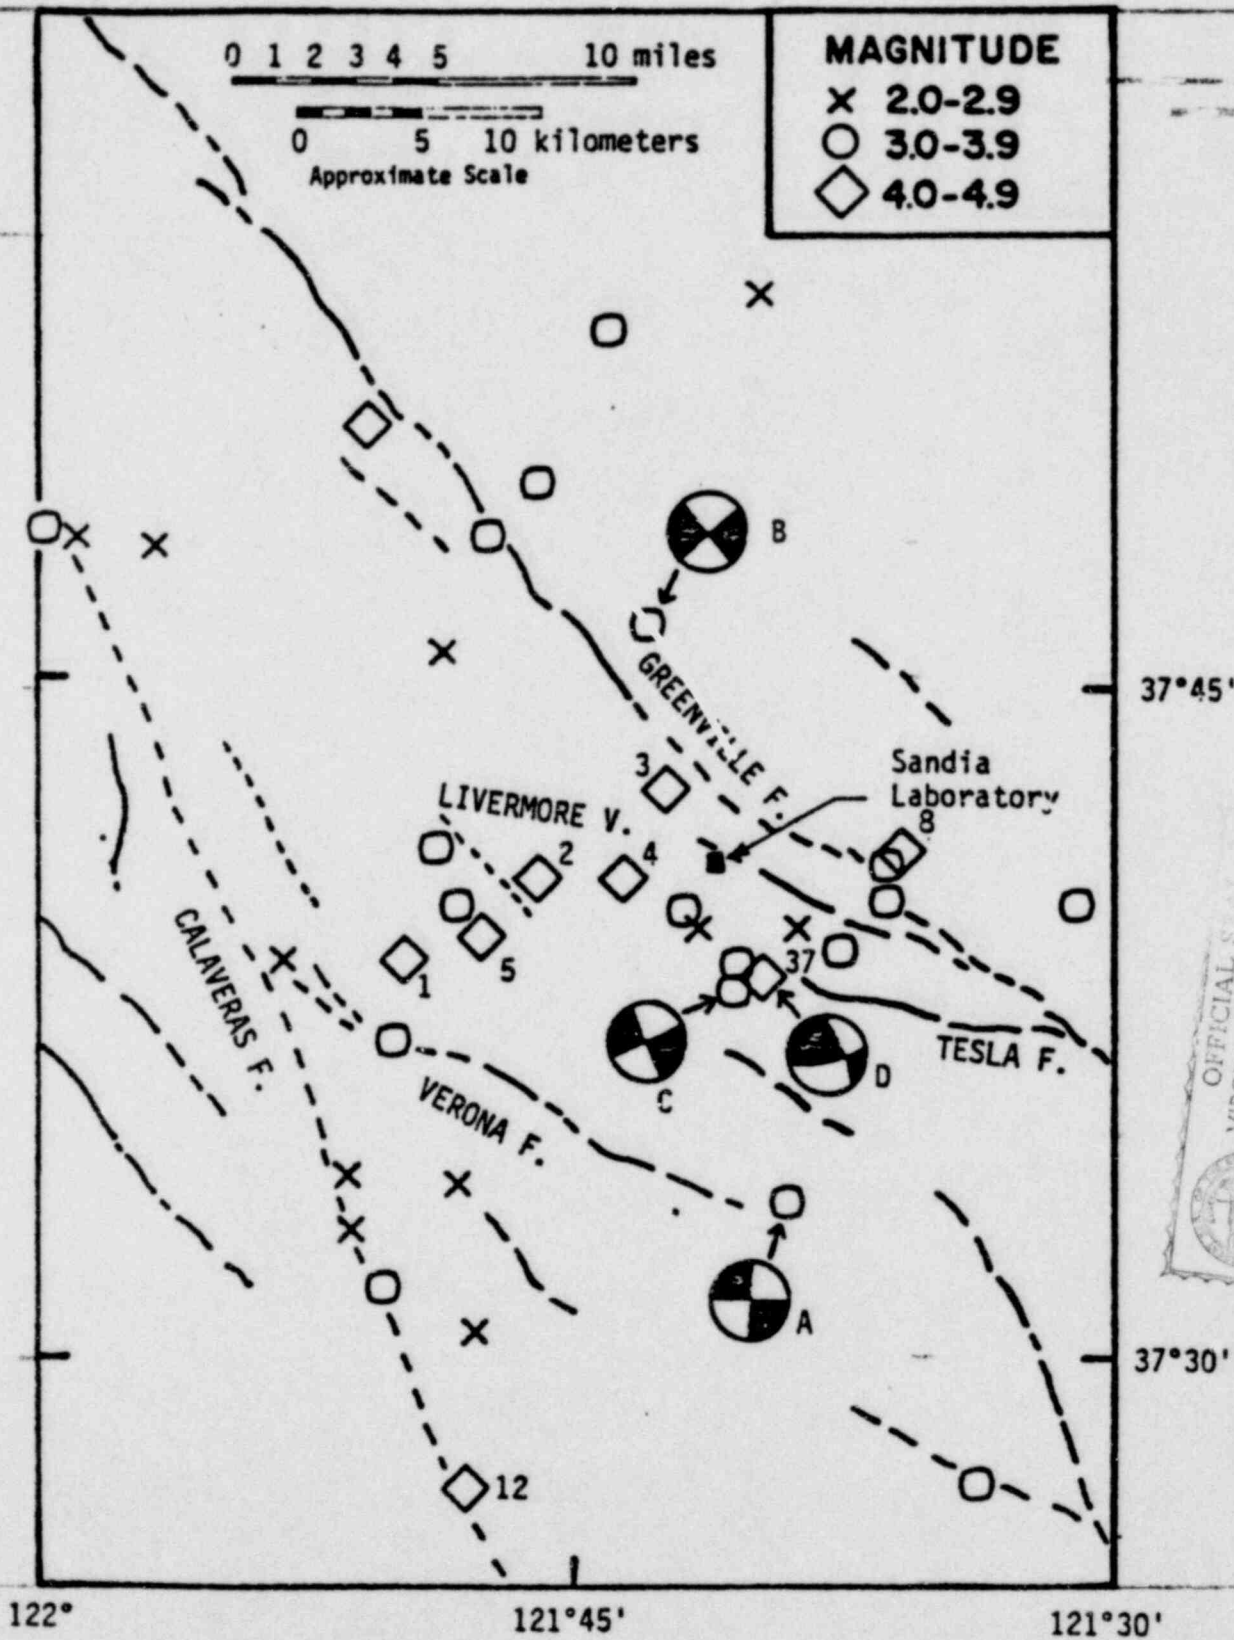 0 1 2 3 4 5 10 miles
0 5 10 kilometers
Approximate Scale
MAGNITUDE
X 2.0-2.9
3.0-3.9
4.0-4.9
B
GREENVILLE F.
37°45'
Sandia
Laboratory
3
8
LIVERMORE V.
2
4
5
1
37
CALAVERAS F.
VERONA F.
C
D
TESLA F.
OFFICIAL
A
37°30'
12
122°
121°45'
121°30'